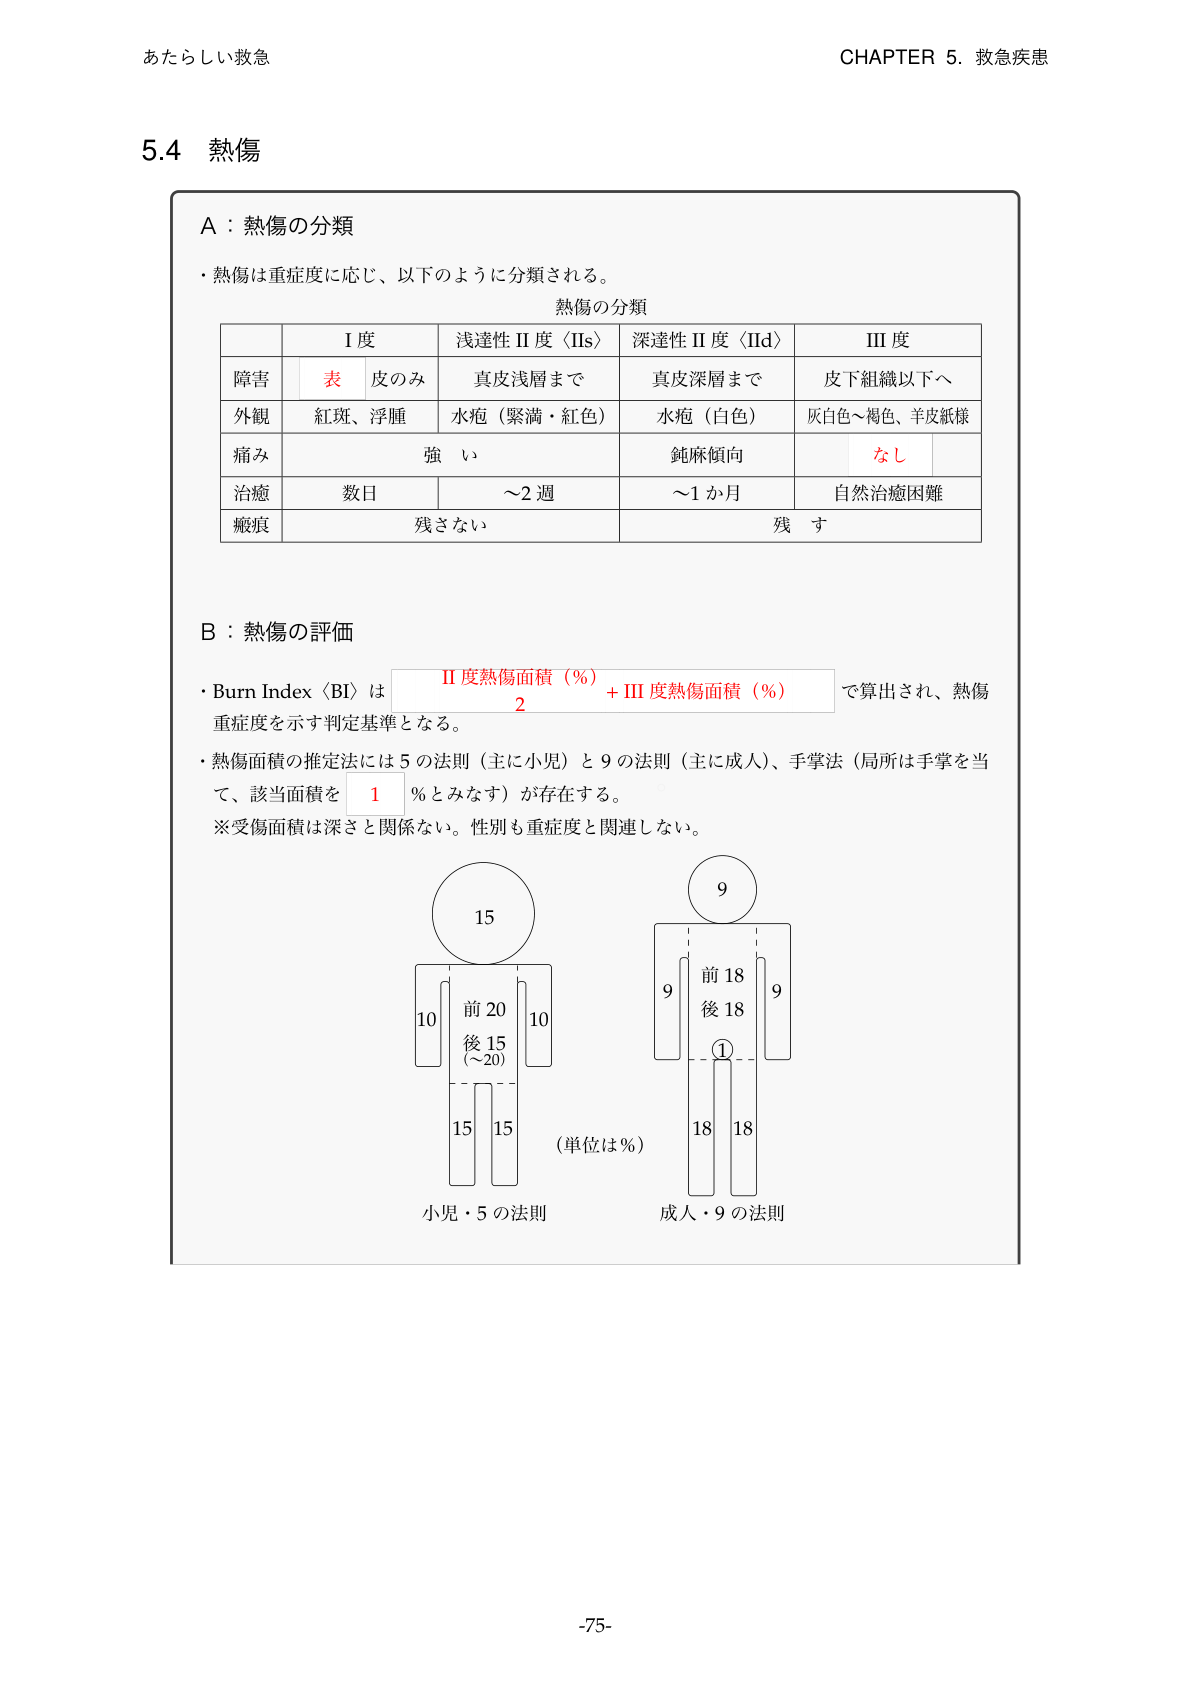 あたらしい救急 CHAPTER 5. 救急疾患
5.4 熱傷
A：熱傷の分類
・熱傷は重症度に応じ、以下のように分類される。
熱傷の分類
I 度 浅達性 II 度〈IIs〉 深達性 II 度〈IId〉 III 度
障害 表 皮のみ 真皮浅層まで 真皮深層まで 皮下組織以下へ
外観 紅斑、浮腫 水疱（緊満・紅色） 水疱（白色） 灰白色〜褐色、羊皮紙様
痛み 強 い 鈍麻傾向 なし
治癒 数日 〜2 週 〜1 か月 自然治癒困難
瘢痕 残さない 残 す
B：熱傷の評価
・Burn Index〈BI〉は II 度熱傷面積（%） 2 + III 度熱傷面積（%） で算出され、熱傷
重症度を示す判定基準となる。
・熱傷面積の推定法には 5 の法則（主に小児）と 9 の法則（主に成人）、手掌法（局所は手掌を当
て、該当面積を 1 %とみなす）が存在する。
※受傷面積は深さと関係ない。性別も重症度と関連しない。
15
10 前 20 10
後 15
(〜20)
15 15
小児・5 の法則
（単位は%）
9
9 前 18 9
後 18
1
18 18
成人・9 の法則
-75-